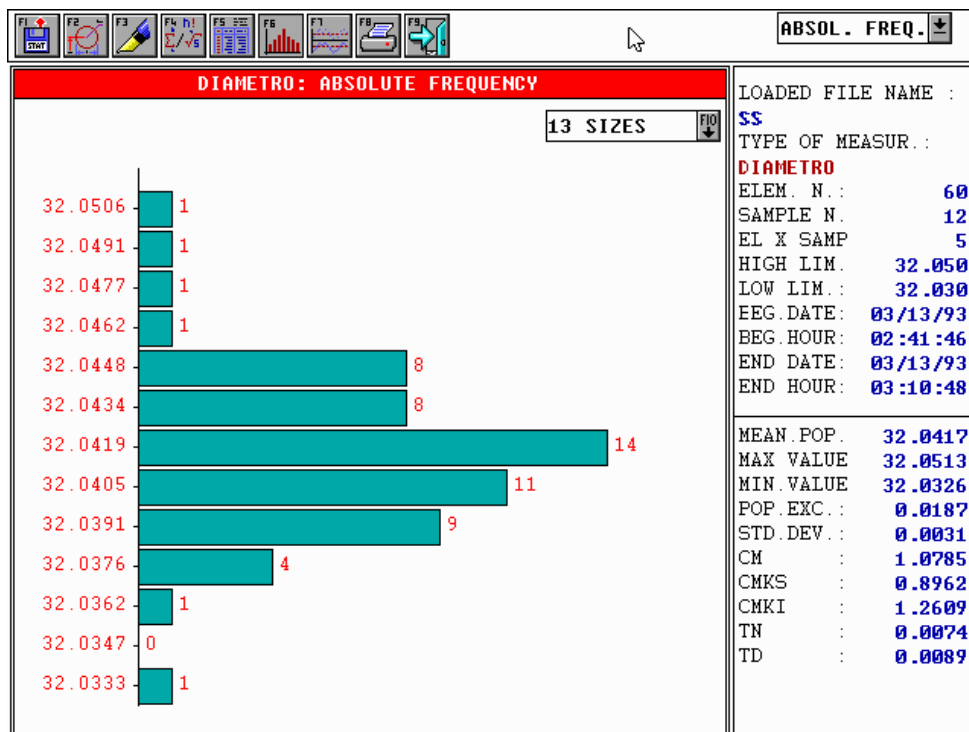 F1 F2 F3 F4 h! F5 F6 F7 F8 F9
STAT Σ/√s
ABSOL. FREQ.
DIAMETRO: ABSOLUTE FREQUENCY
13 SIZES F10
32.0506 1
32.0491 1
32.0477 1
32.0462 1
32.0448 8
32.0434 8
32.0419 14
32.0405 11
32.0391 9
32.0376 4
32.0362 1
32.0347 0
32.0333 1
LOADED FILE NAME :
SS
TYPE OF MEASUR.:
DIAMETRO
ELEM. N.: 60
SAMPLE N. 12
EL X SAMP 5
HIGH LIM. 32.050
LOW LIM.: 32.030
EEG.DATE: 03/13/93
BEG.HOUR: 02:41:46
END DATE: 03/13/93
END HOUR: 03:10:48
MEAN.POP. 32.0417
MAX VALUE 32.0513
MIN.VALUE 32.0326
POP.EXC.: 0.0187
STD.DEV.: 0.0031
CM : 1.0785
CMKS : 0.8962
CMKI : 1.2609
TN : 0.0074
TD : 0.0089